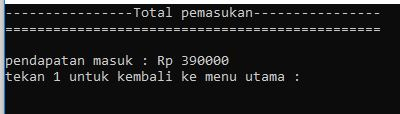 ----------------Total pemasukan----------------
================================================
pendapatan masuk : Rp 390000
tekan 1 untuk kembali ke menu utama :